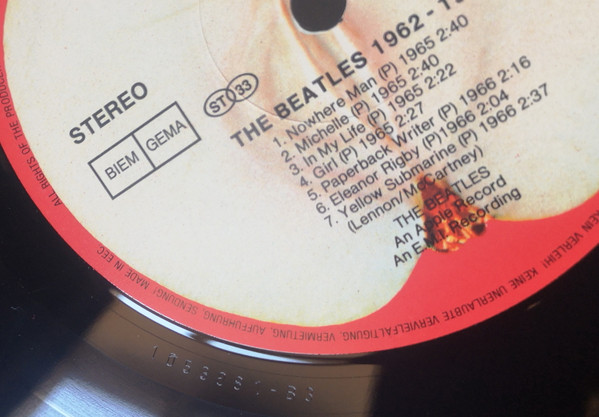 STEREO
BIEM GEMA
ST 33
THE BEATLES 1962 - 19
1. Nowhere Man (P) 1965 2:40
2. Michelle (P) 1965 2:40
3. In My Life (P) 1965 2:22
4. Girl (P) 1965 2:27
5. Paperback Writer (P) 1966 2:16
6. Eleanor Rigby (P) 1966 2:04
7. Yellow Submarine (P) 1966 2:37
(Lennon/McCartney)
THE BEATLES
An Apple Record
An E.M.I. Recording
ALL RIGHTS OF THE PRODUCE
KEIN VERLEIH! KEINE UNERLAUBTE VERVIELFÄLTIGUNG, VERMIETUNG, AUFFÜHRUNG, SENDUNG! MADE IN EEC